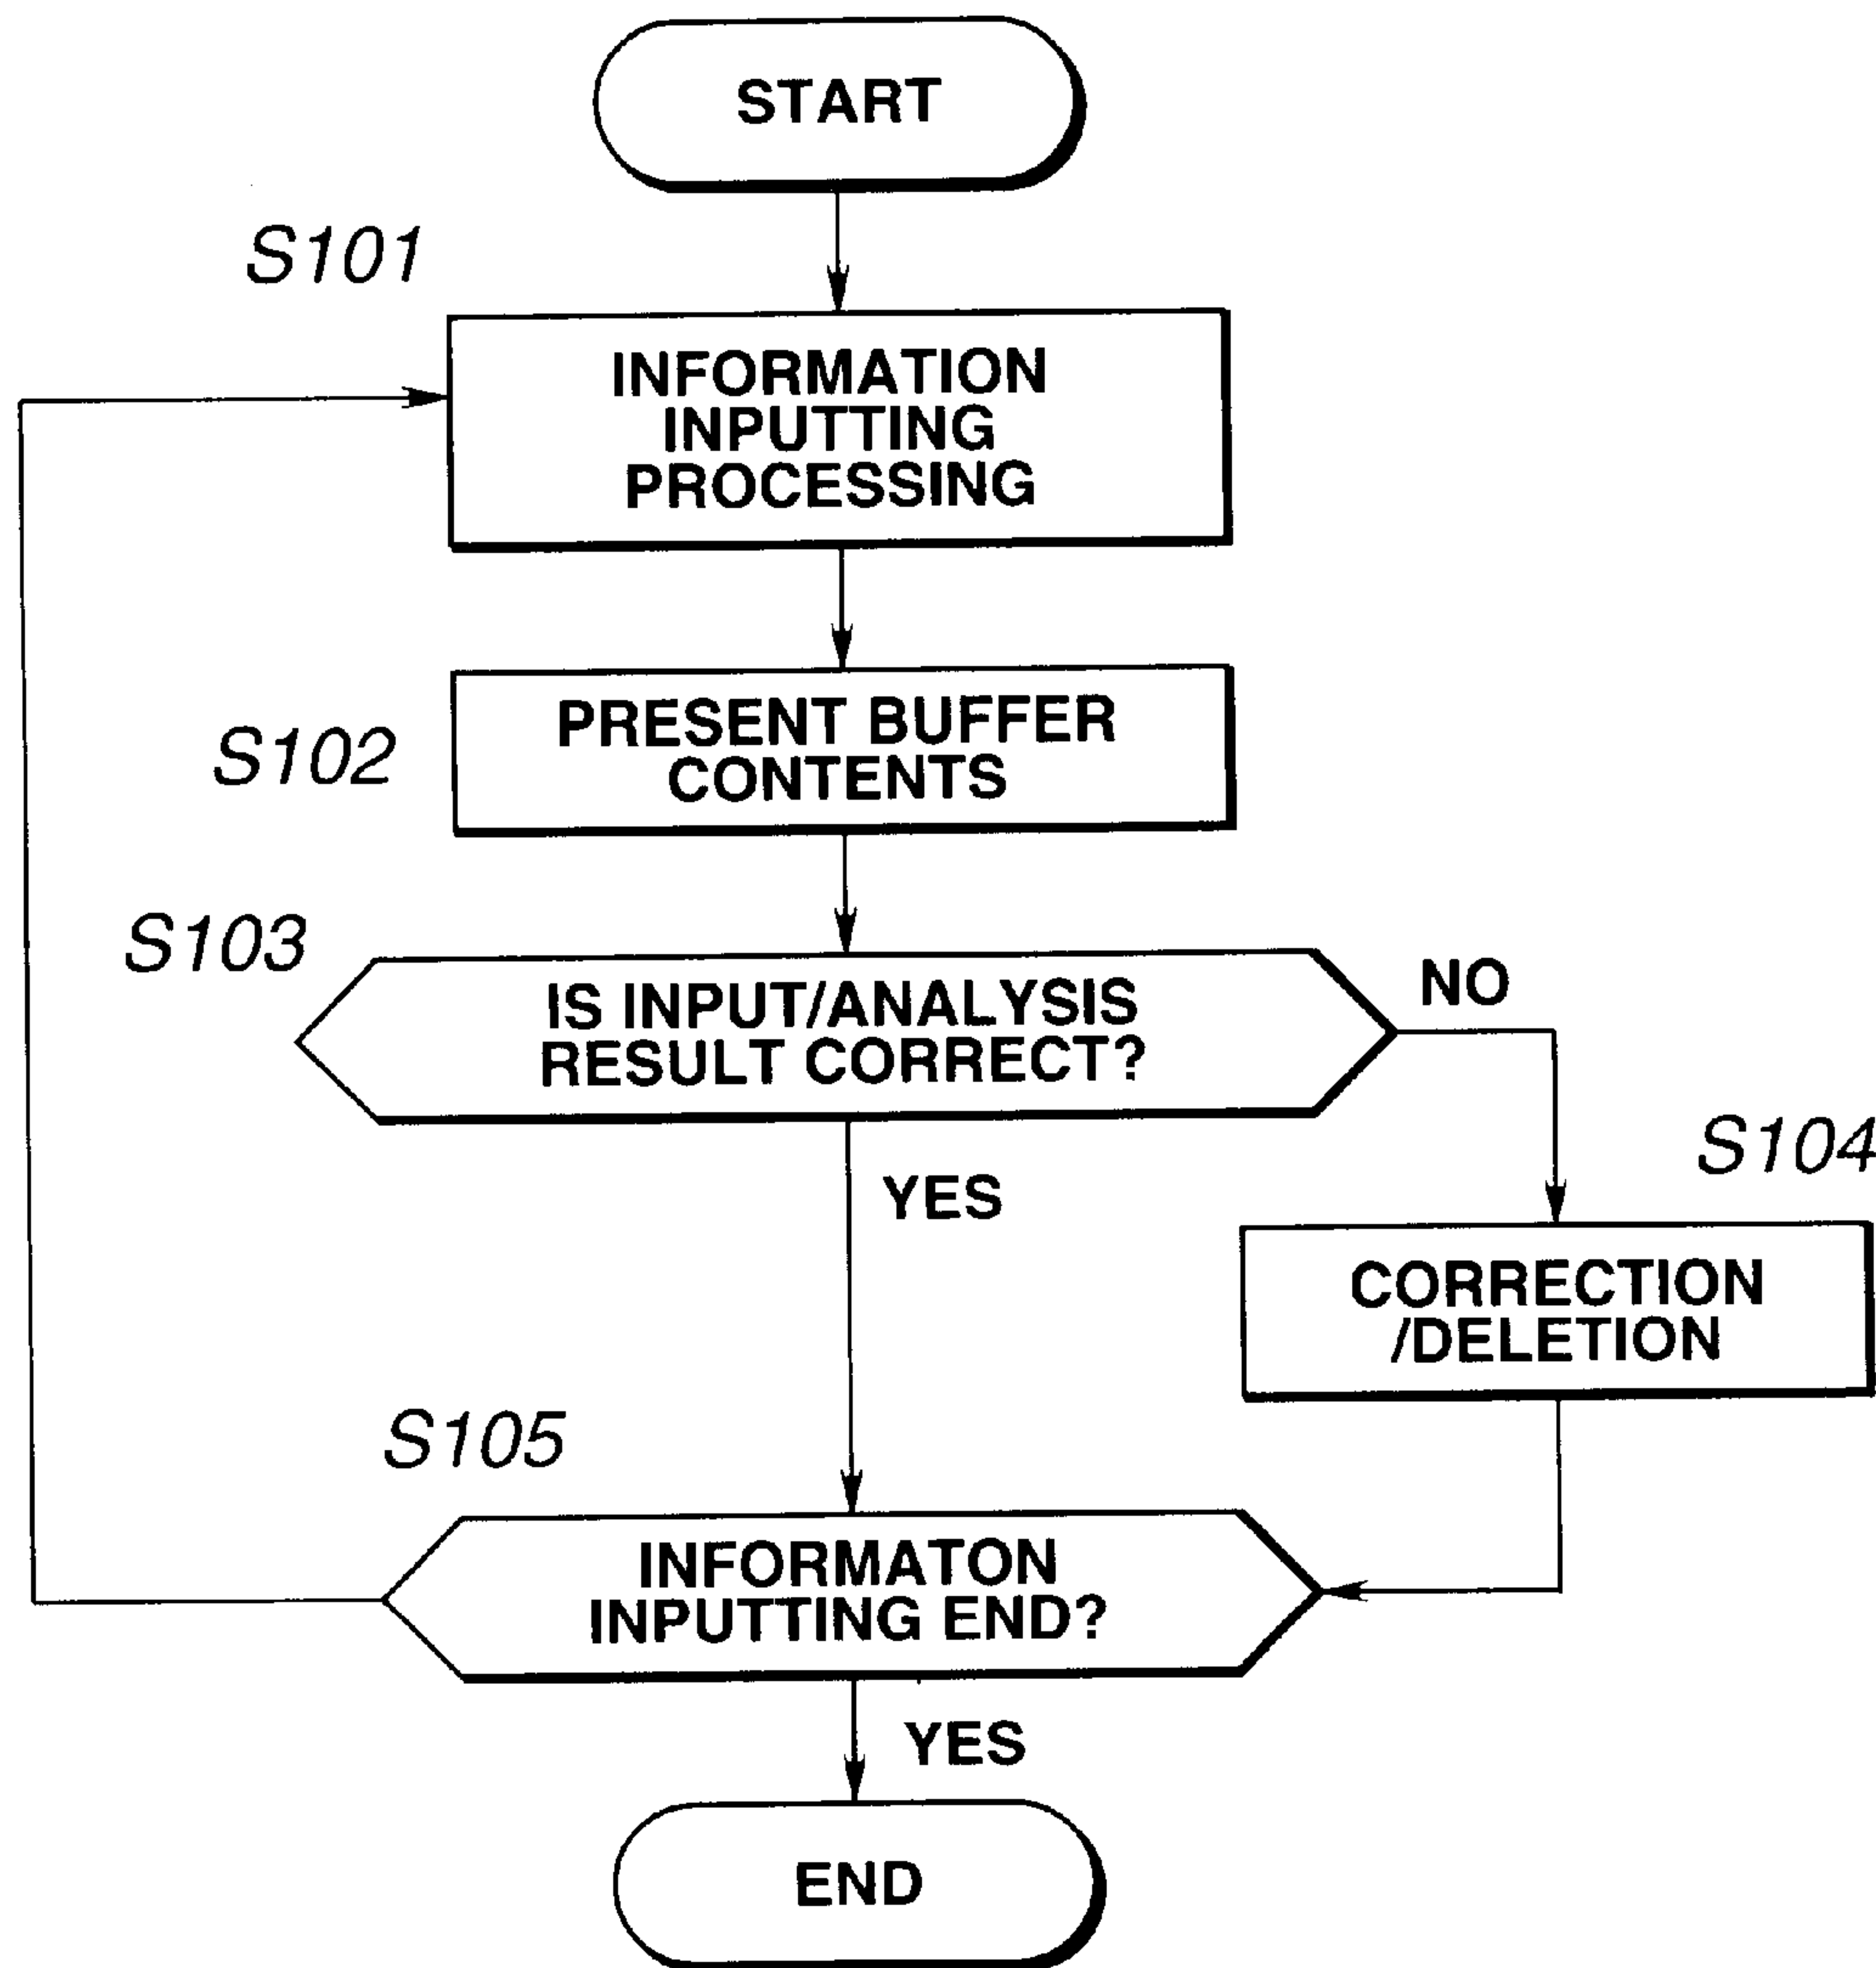 START
S101
INFORMATION
INPUTTING
PROCESSING
S102
PRESENT BUFFER
CONTENTS
S103
IS INPUT/ANALYSIS
RESULT CORRECT?
NO
YES
S104
CORRECTION
/DELETION
S105
INFORMATON
INPUTTING END?
YES
END